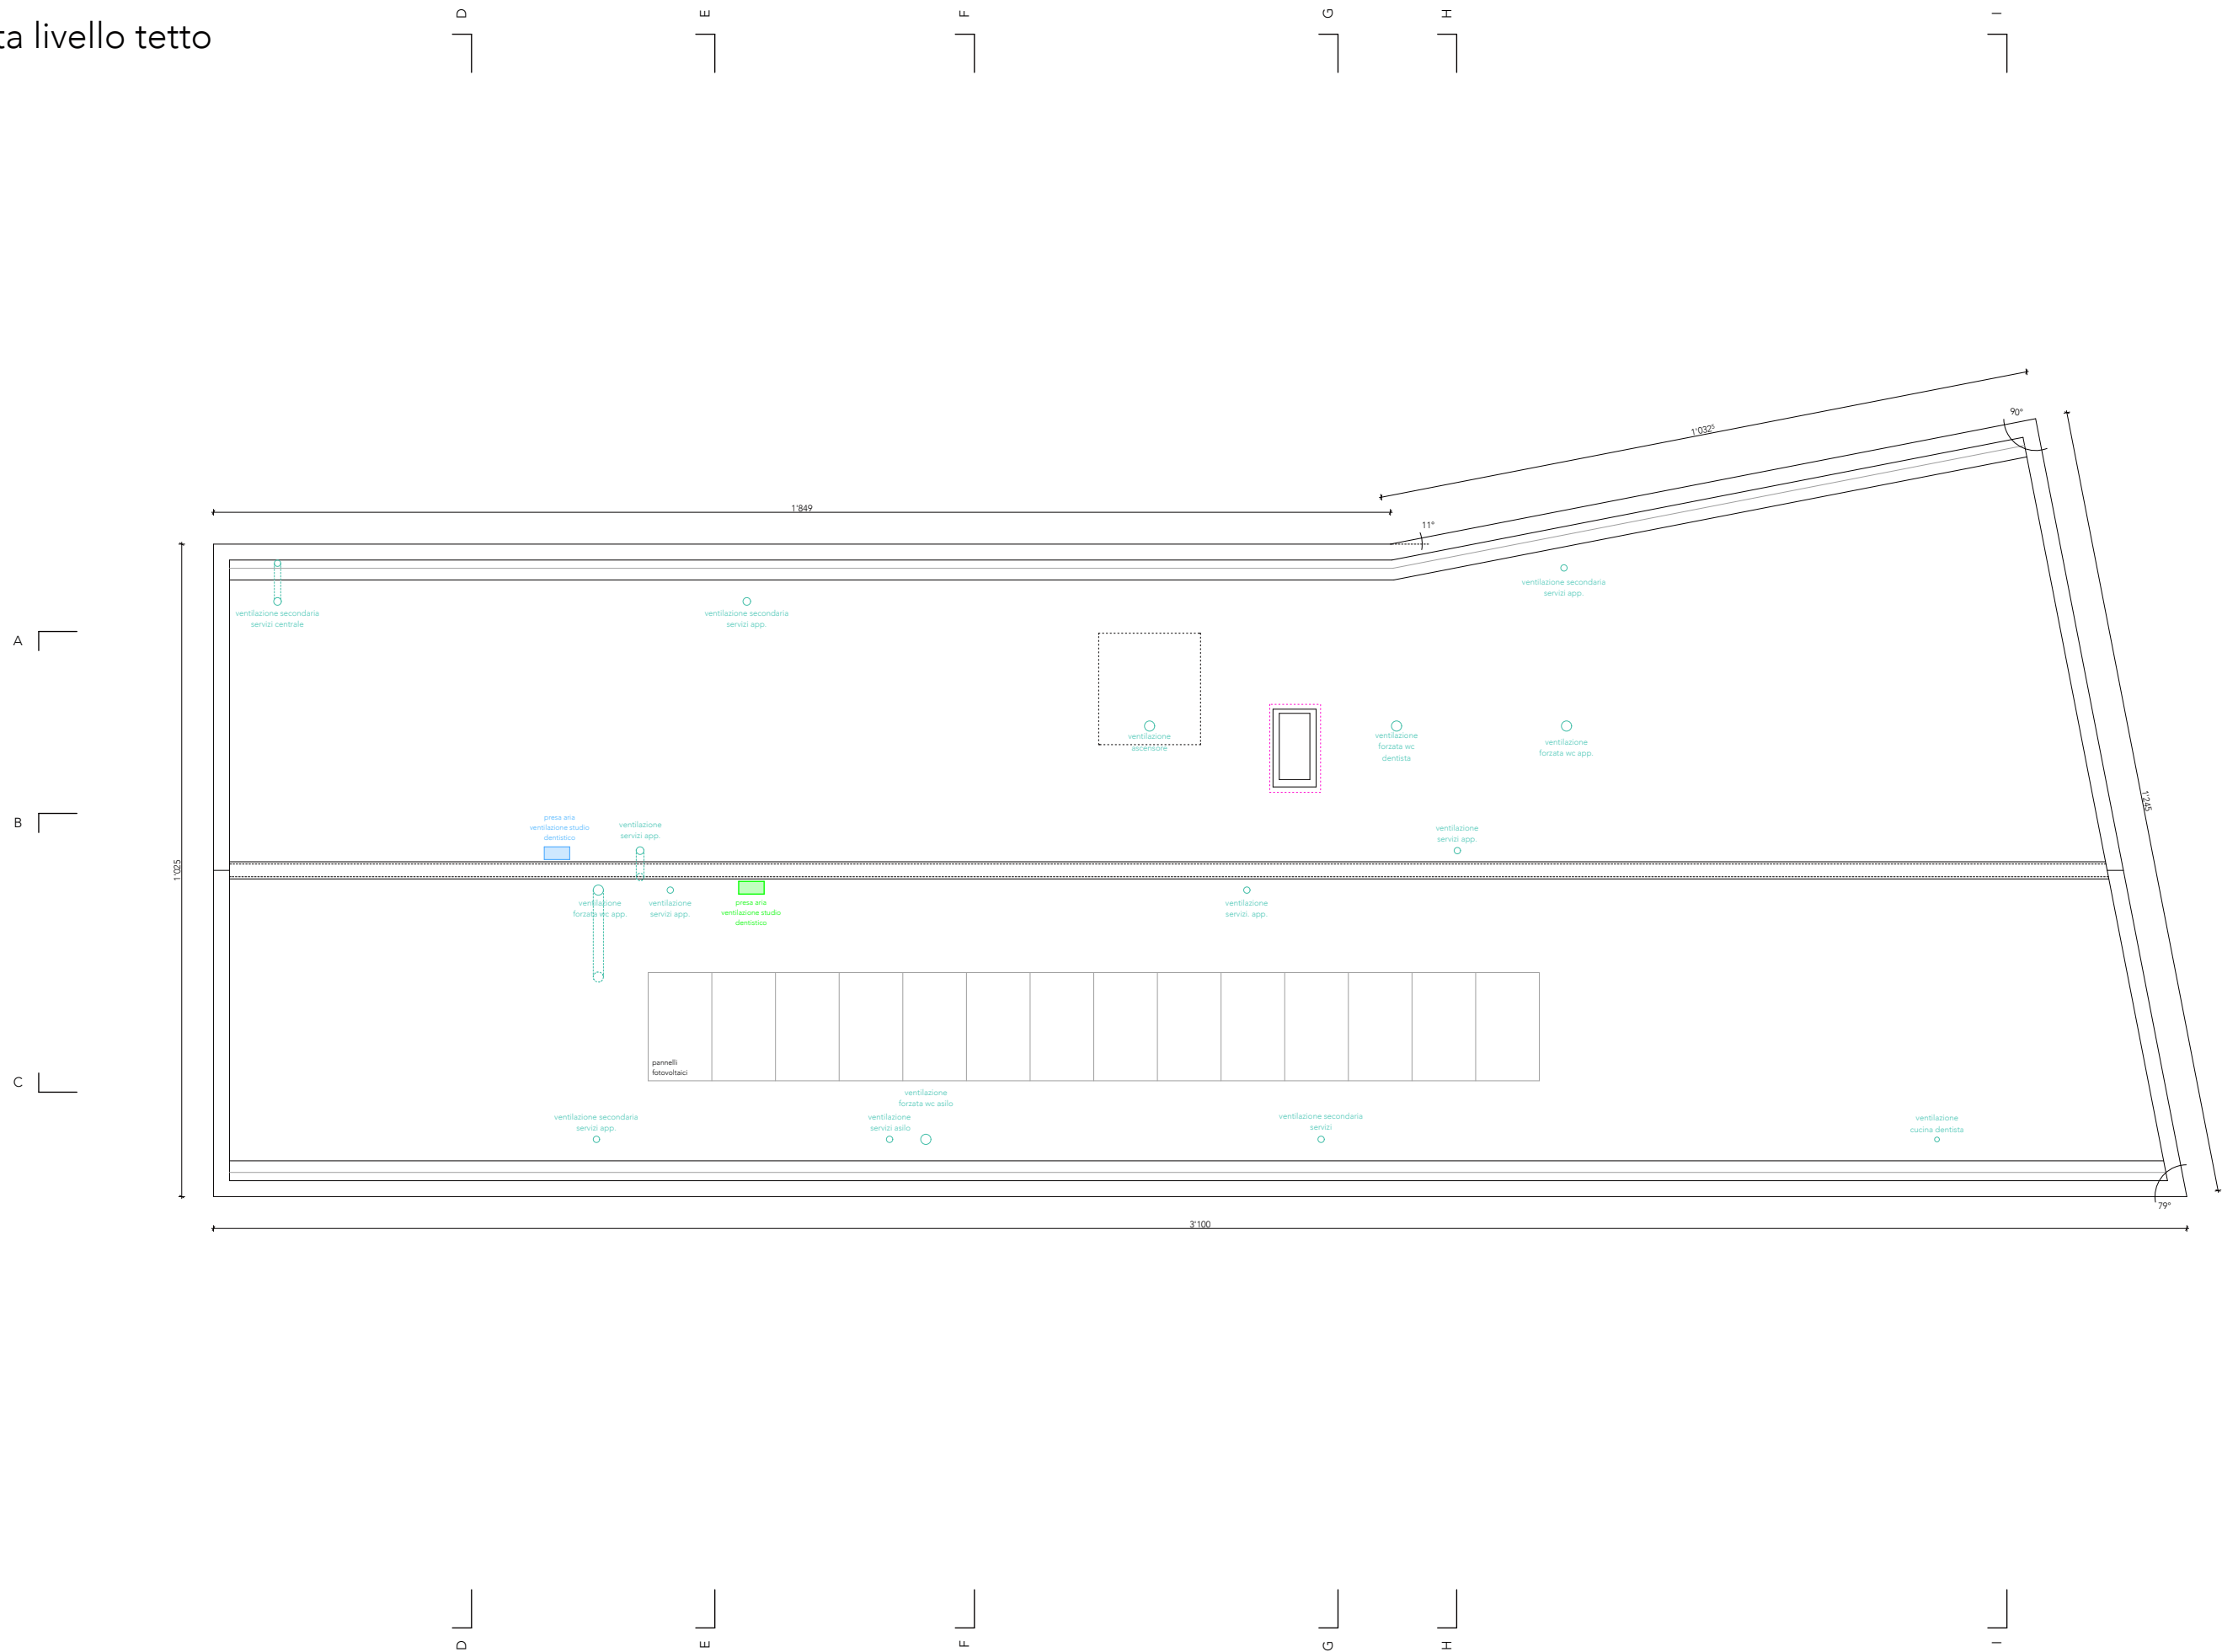 D
E
F
G
H
I
ta livello tetto
90°
1'032⁵
1'849
11°
ventilazione secondaria
servizi app.
ventilazione secondaria
servizi centrale
ventilazione secondaria
servizi app.
A
ventilazione
ascensore
ventilazione
forzata wc
dentista
ventilazione
forzata wc app.
1'245
B
presa aria
ventilazione studio
dentistico
ventilazione
servizi app.
ventilazione
servizi app.
1'025
ventilazione
forzata wc app.
ventilazione
servizi app.
presa aria
ventilazione studio
dentistico
ventilazione
servizi. app.
pannelli
fotovoltaici
C
ventilazione
forzata wc asilo
ventilazione secondaria
servizi app.
ventilazione
servizi asilo
ventilazione secondaria
servizi
ventilazione
cucina dentista
79°
3'100
D
E
F
G
H
I